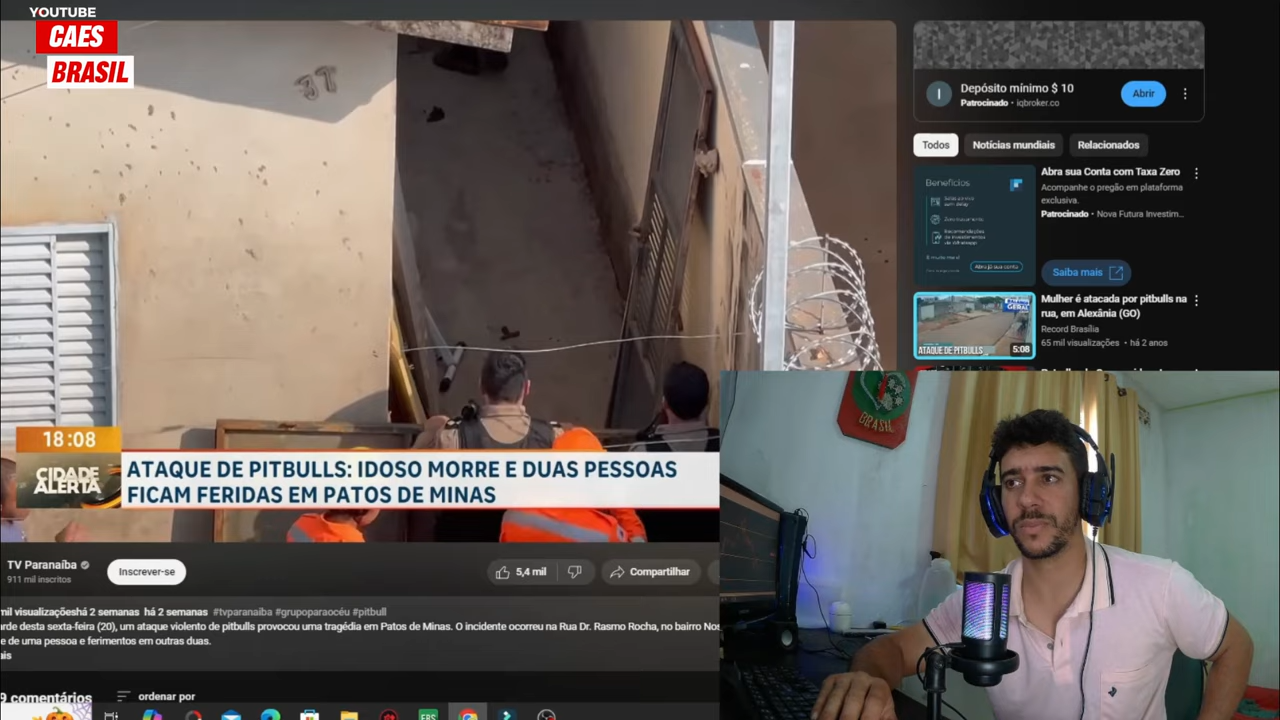 YOUTUBE
CAES
BRASIL
37
Depósito mínimo $ 10
Patrocinado • iqbroker.co
Abrir
Todos
Notícias mundiais
Relacionados
Benefícios
Abra sua Conta com Taxa Zero
Acompanhe o pregão em plataforma
exclusiva.
Patrocinado • Nova Futura Investim...
Abra já sua conta
Saiba mais
Mulher é atacada por pitbulls na
rua, em Alexânia (GO)
Record Brasília
65 mil visualizações • há 2 anos
ATAQUE DE PITBULLS
5:08
BRASIL
18:08
CIDADE
ALERTA
ATAQUE DE PITBULLS: IDOSO MORRE E DUAS PESSOAS
FICAM FERIDAS EM PATOS DE MINAS
TV Paranaíba
911 mil inscritos
Inscrever-se
5,4 mil
Compartilhar
mil visualizaçõeshá 2 semanas há 2 semanas #tvparanaiba #grupoparaocéu #pitbull
arde desta sexta-feira (20), um ataque violento de pitbulls provocou uma tragédia em Patos de Minas. O incidente ocorreu na Rua Dr. Rasmo Rocha, no bairro Nos
e de uma pessoa e ferimentos em outras duas.
ais
9 comentários
ordenar por